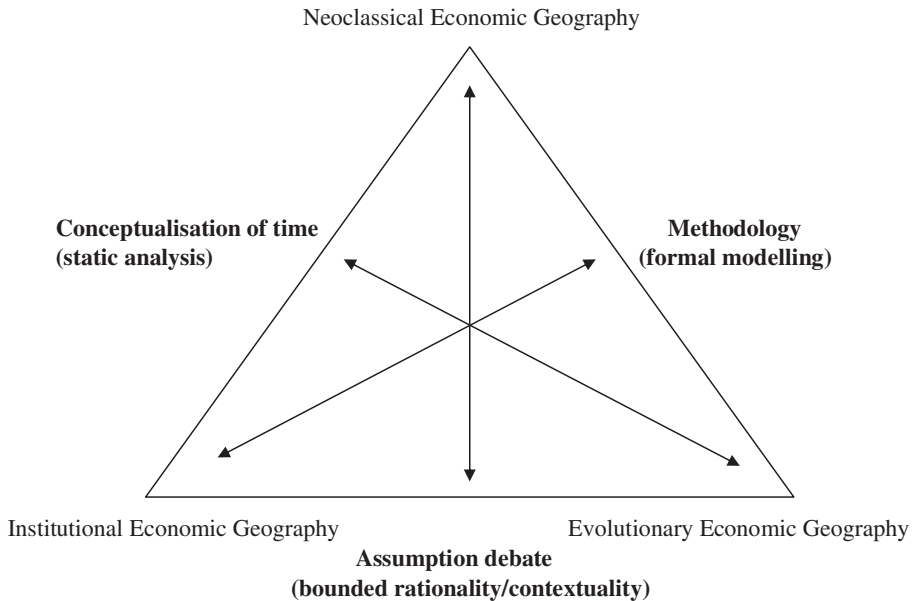 Neoclassical Economic Geography
Conceptualisation of time
(static analysis)
Methodology
(formal modelling)
Institutional Economic Geography
Evolutionary Economic Geography
Assumption debate
(bounded rationality/contextuality)